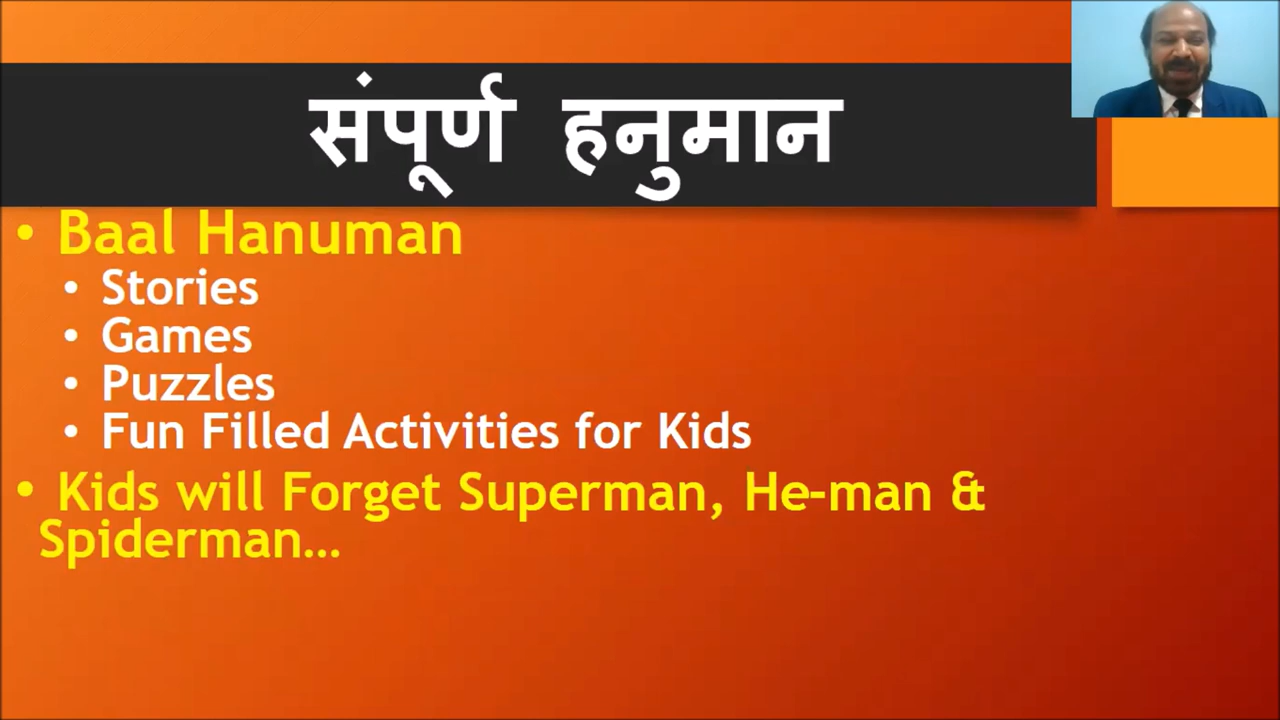 संपूर्ण हनुमान
• Baal Hanuman
• Stories
• Games
• Puzzles
• Fun Filled Activities for Kids
• Kids will Forget Superman, He-man &
Spiderman…